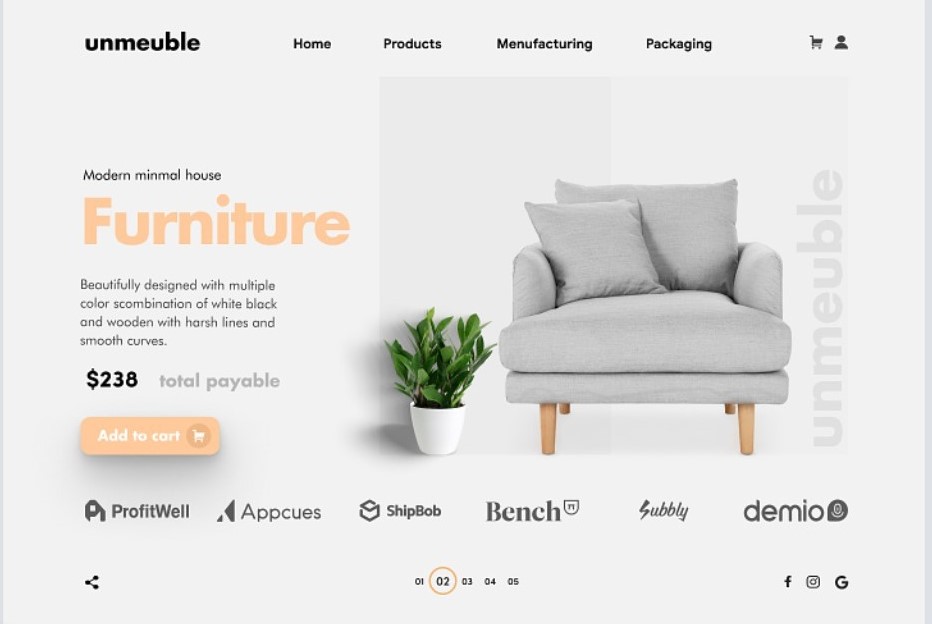 unmeuble
Home Products Menufacturing Packaging
Modern minmal house
Furniture
Beautifully designed with multiple
color scombination of white black
and wooden with harsh lines and
smooth curves.
$238 total payable
Add to cart
unmeuble
ProfitWell Appcues ShipBob Bench Subbly demio
01 02 03 04 05
f G